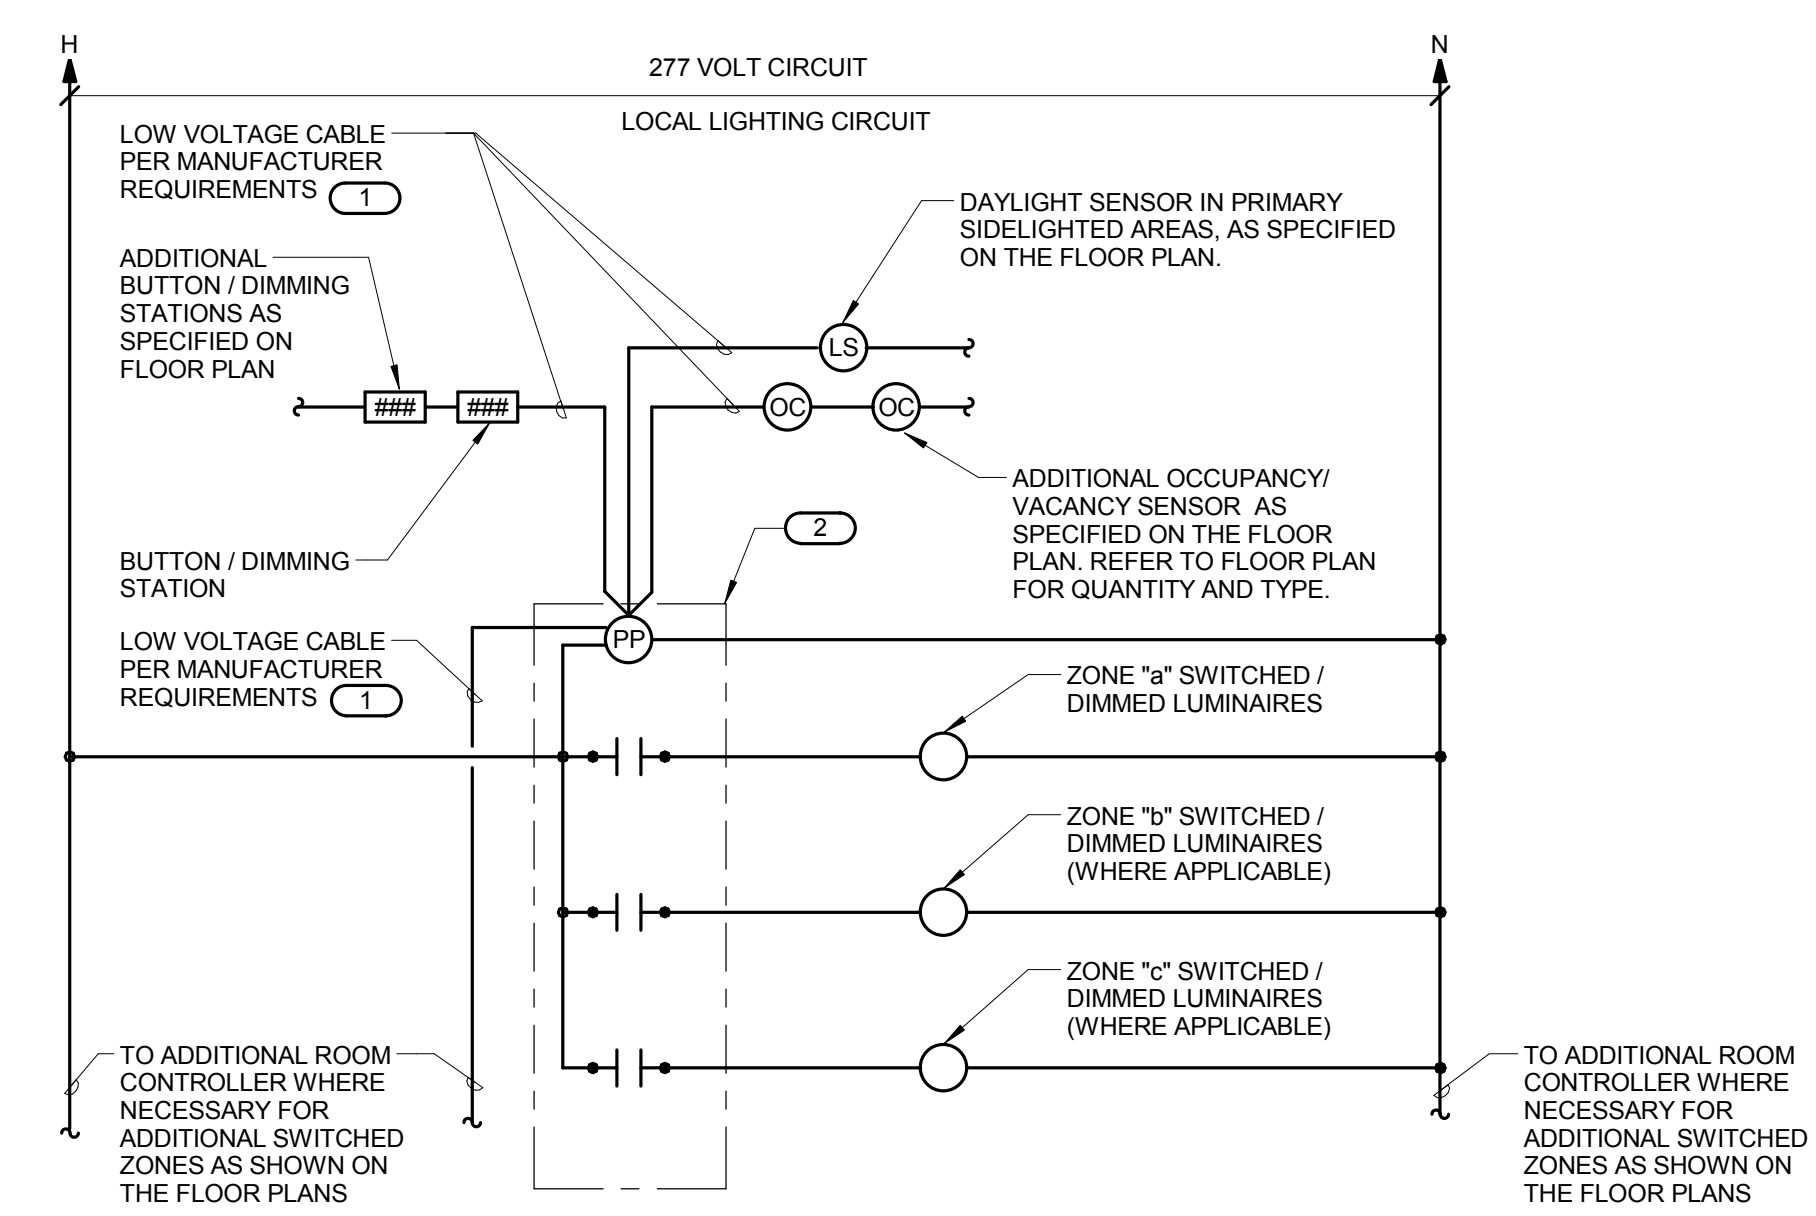 H
N
277 VOLT CIRCUIT
LOCAL LIGHTING CIRCUIT
LOW VOLTAGE CABLE
PER MANUFACTURER
REQUIREMENTS 1
DAYLIGHT SENSOR IN PRIMARY
SIDELIGHTED AREAS, AS SPECIFIED
ON THE FLOOR PLAN.
ADDITIONAL
BUTTON / DIMMING
STATIONS AS
SPECIFIED ON
FLOOR PLAN
LS
### ###
OC OC
ADDITIONAL OCCUPANCY/
VACANCY SENSOR AS
SPECIFIED ON THE FLOOR
PLAN. REFER TO FLOOR PLAN
FOR QUANTITY AND TYPE.
2
BUTTON / DIMMING
STATION
PP
LOW VOLTAGE CABLE
PER MANUFACTURER
REQUIREMENTS 1
ZONE "a" SWITCHED /
DIMMED LUMINAIRES
ZONE "b" SWITCHED /
DIMMED LUMINAIRES
(WHERE APPLICABLE)
ZONE "c" SWITCHED /
DIMMED LUMINAIRES
(WHERE APPLICABLE)
TO ADDITIONAL ROOM
CONTROLLER WHERE
NECESSARY FOR
ADDITIONAL SWITCHED
ZONES AS SHOWN ON
THE FLOOR PLANS
TO ADDITIONAL ROOM
CONTROLLER WHERE
NECESSARY FOR
ADDITIONAL SWITCHED
ZONES AS SHOWN ON
THE FLOOR PLANS